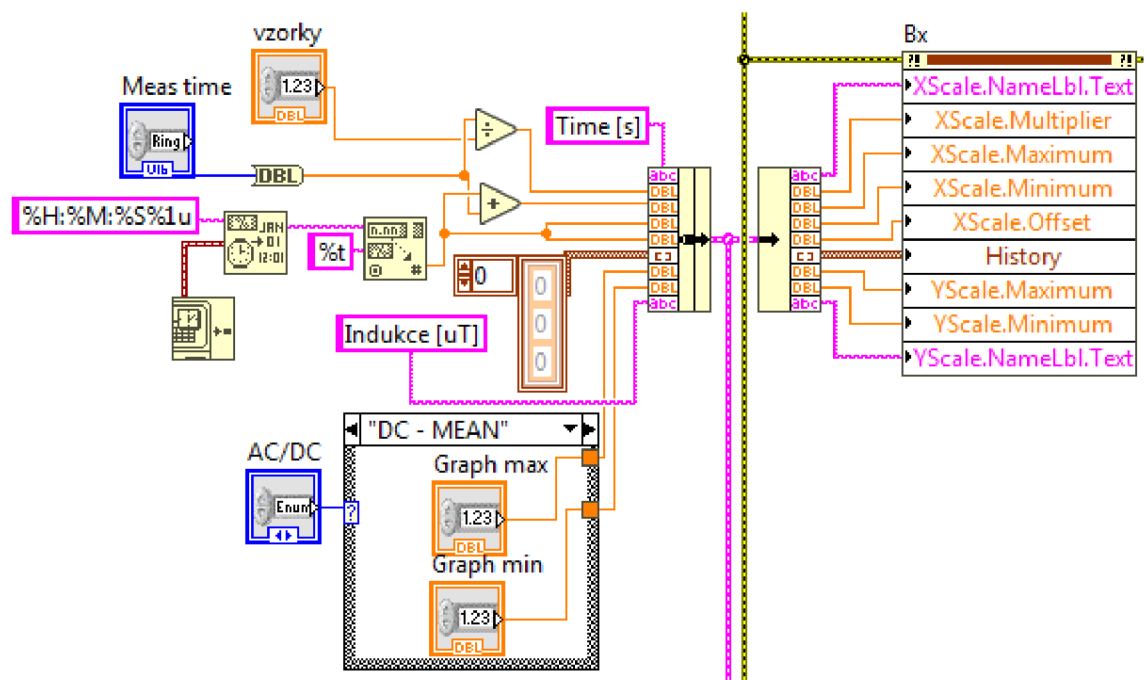 vzorky
1.23
DBL
Meas time
Ring
U16
DBL
÷
+
Time [s]
%H:%M:%S%1u
JAN
01
12:01
%t
n.nn
#
0
0
0
0
Indukce [uT]
abc
DBL
DBL
DBL
DBL
[ ]
DBL
DBL
abc
abc
DBL
DBL
DBL
DBL
[ ]
DBL
DBL
abc
Bx
?!
?!
XScale.NameLbl.Text
XScale.Multiplier
XScale.Maximum
XScale.Minimum
XScale.Offset
History
YScale.Maximum
YScale.Minimum
YScale.NameLbl.Text
"DC - MEAN"
AC/DC
Enum
?
Graph max
1.23
DBL
Graph min
1.23
DBL